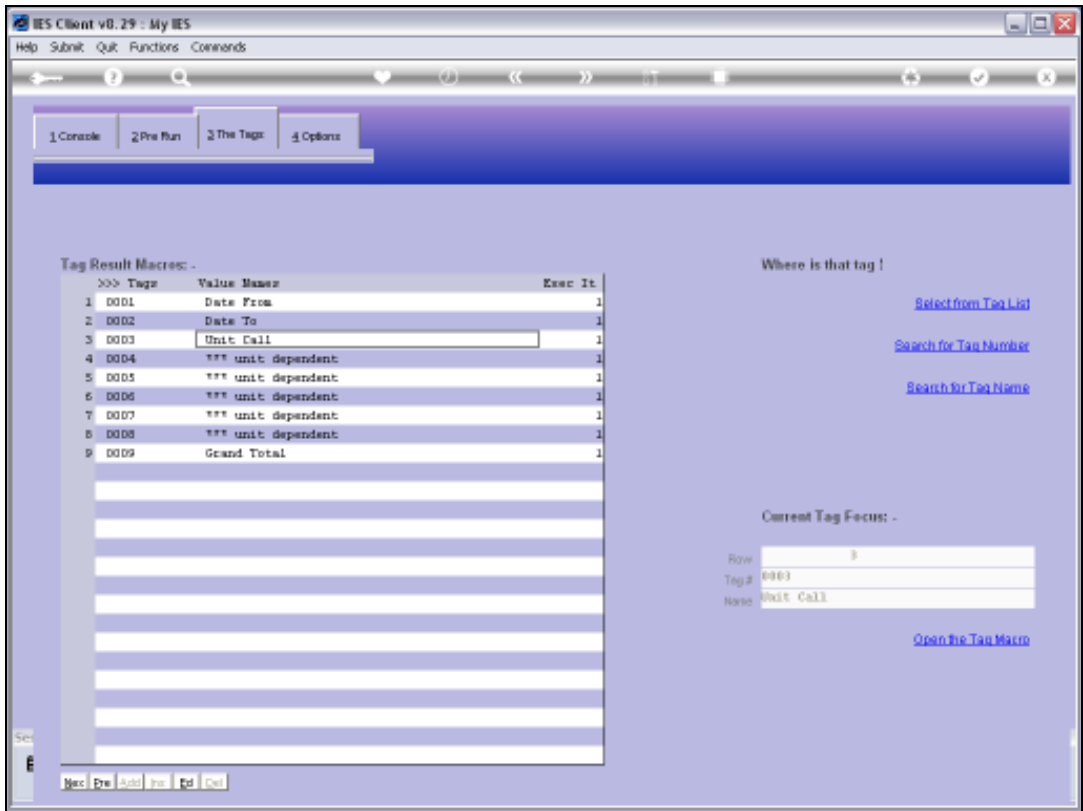 IES Client v8.29 : My IES
Help Submit Quit Functions Commands
1 Console 2 Pre Run 3 The Tags 4 Options
Tag Result Macros: -
>>> Tags Value Names Exec It
1 0001 Date From 1
2 0002 Date To 1
3 0003 Unit Call 1
4 0004 *** unit dependent 1
5 0005 *** unit dependent 1
6 0006 *** unit dependent 1
7 0007 *** unit dependent 1
8 0008 *** unit dependent 1
9 0009 Grand Total 1
Where is that tag !
Select from Tag List
Search for Tag Number
Search for Tag Name
Current Tag Focus: -
Row 3
Tag # 0003
Name Unit Call
Open the Tag Macro
Ses
Nex Pre Add Ins Ed Del